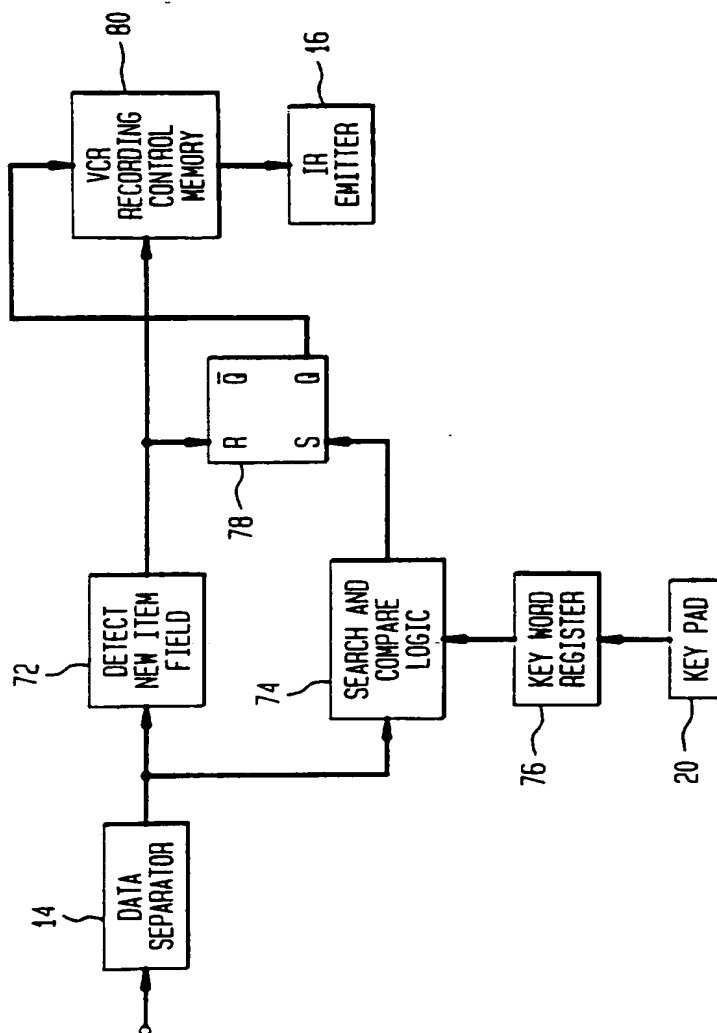 14
DATA
SEPARATOR
72
DETECT
NEW ITEM
FIELD
74
SEARCH AND
COMPARE
LOGIC
76
KEY WORD
REGISTER
20
KEY PAD
78
R
Q̅
S
Q
80
VCR
RECORDING
CONTROL
MEMORY
16
IR
EMITTER